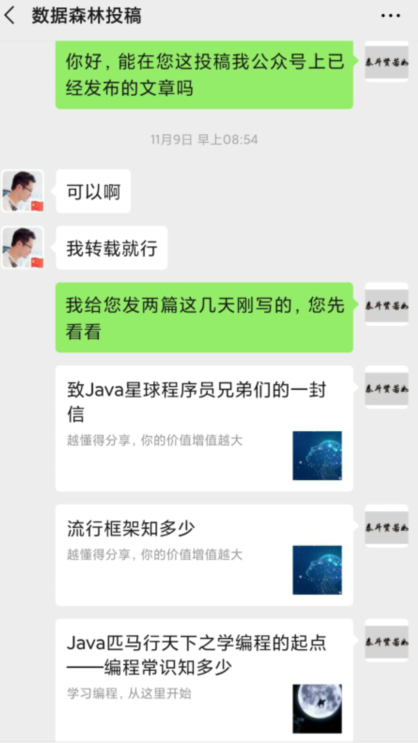 数据森林投稿
你好，能在您这投稿我公众号上已
经发布的文章吗
11月9日 早上08:54
可以啊
我转载就行
我给您发两篇这几天刚写的，您先
看看
致Java星球程序员兄弟们的一封
信
越懂得分享，你的价值增值越大
流行框架知多少
越懂得分享，你的价值增值越大
Java匹马行天下之学编程的起点
——编程常识知多少
学习编程，从这里开始